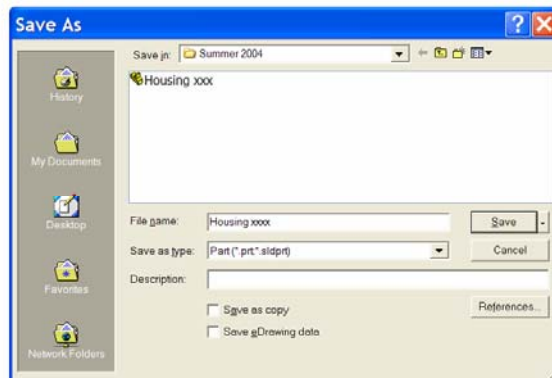 Save As
Save in: Summer 2004
History
My Documents
Desktop
Favorites
Network Folders
Housing xxx
File name: Housing xxxx Save
Save as type: Part (*.prt;*.sldprt) Cancel
Description:
Save as copy References...
Save eDrawing data